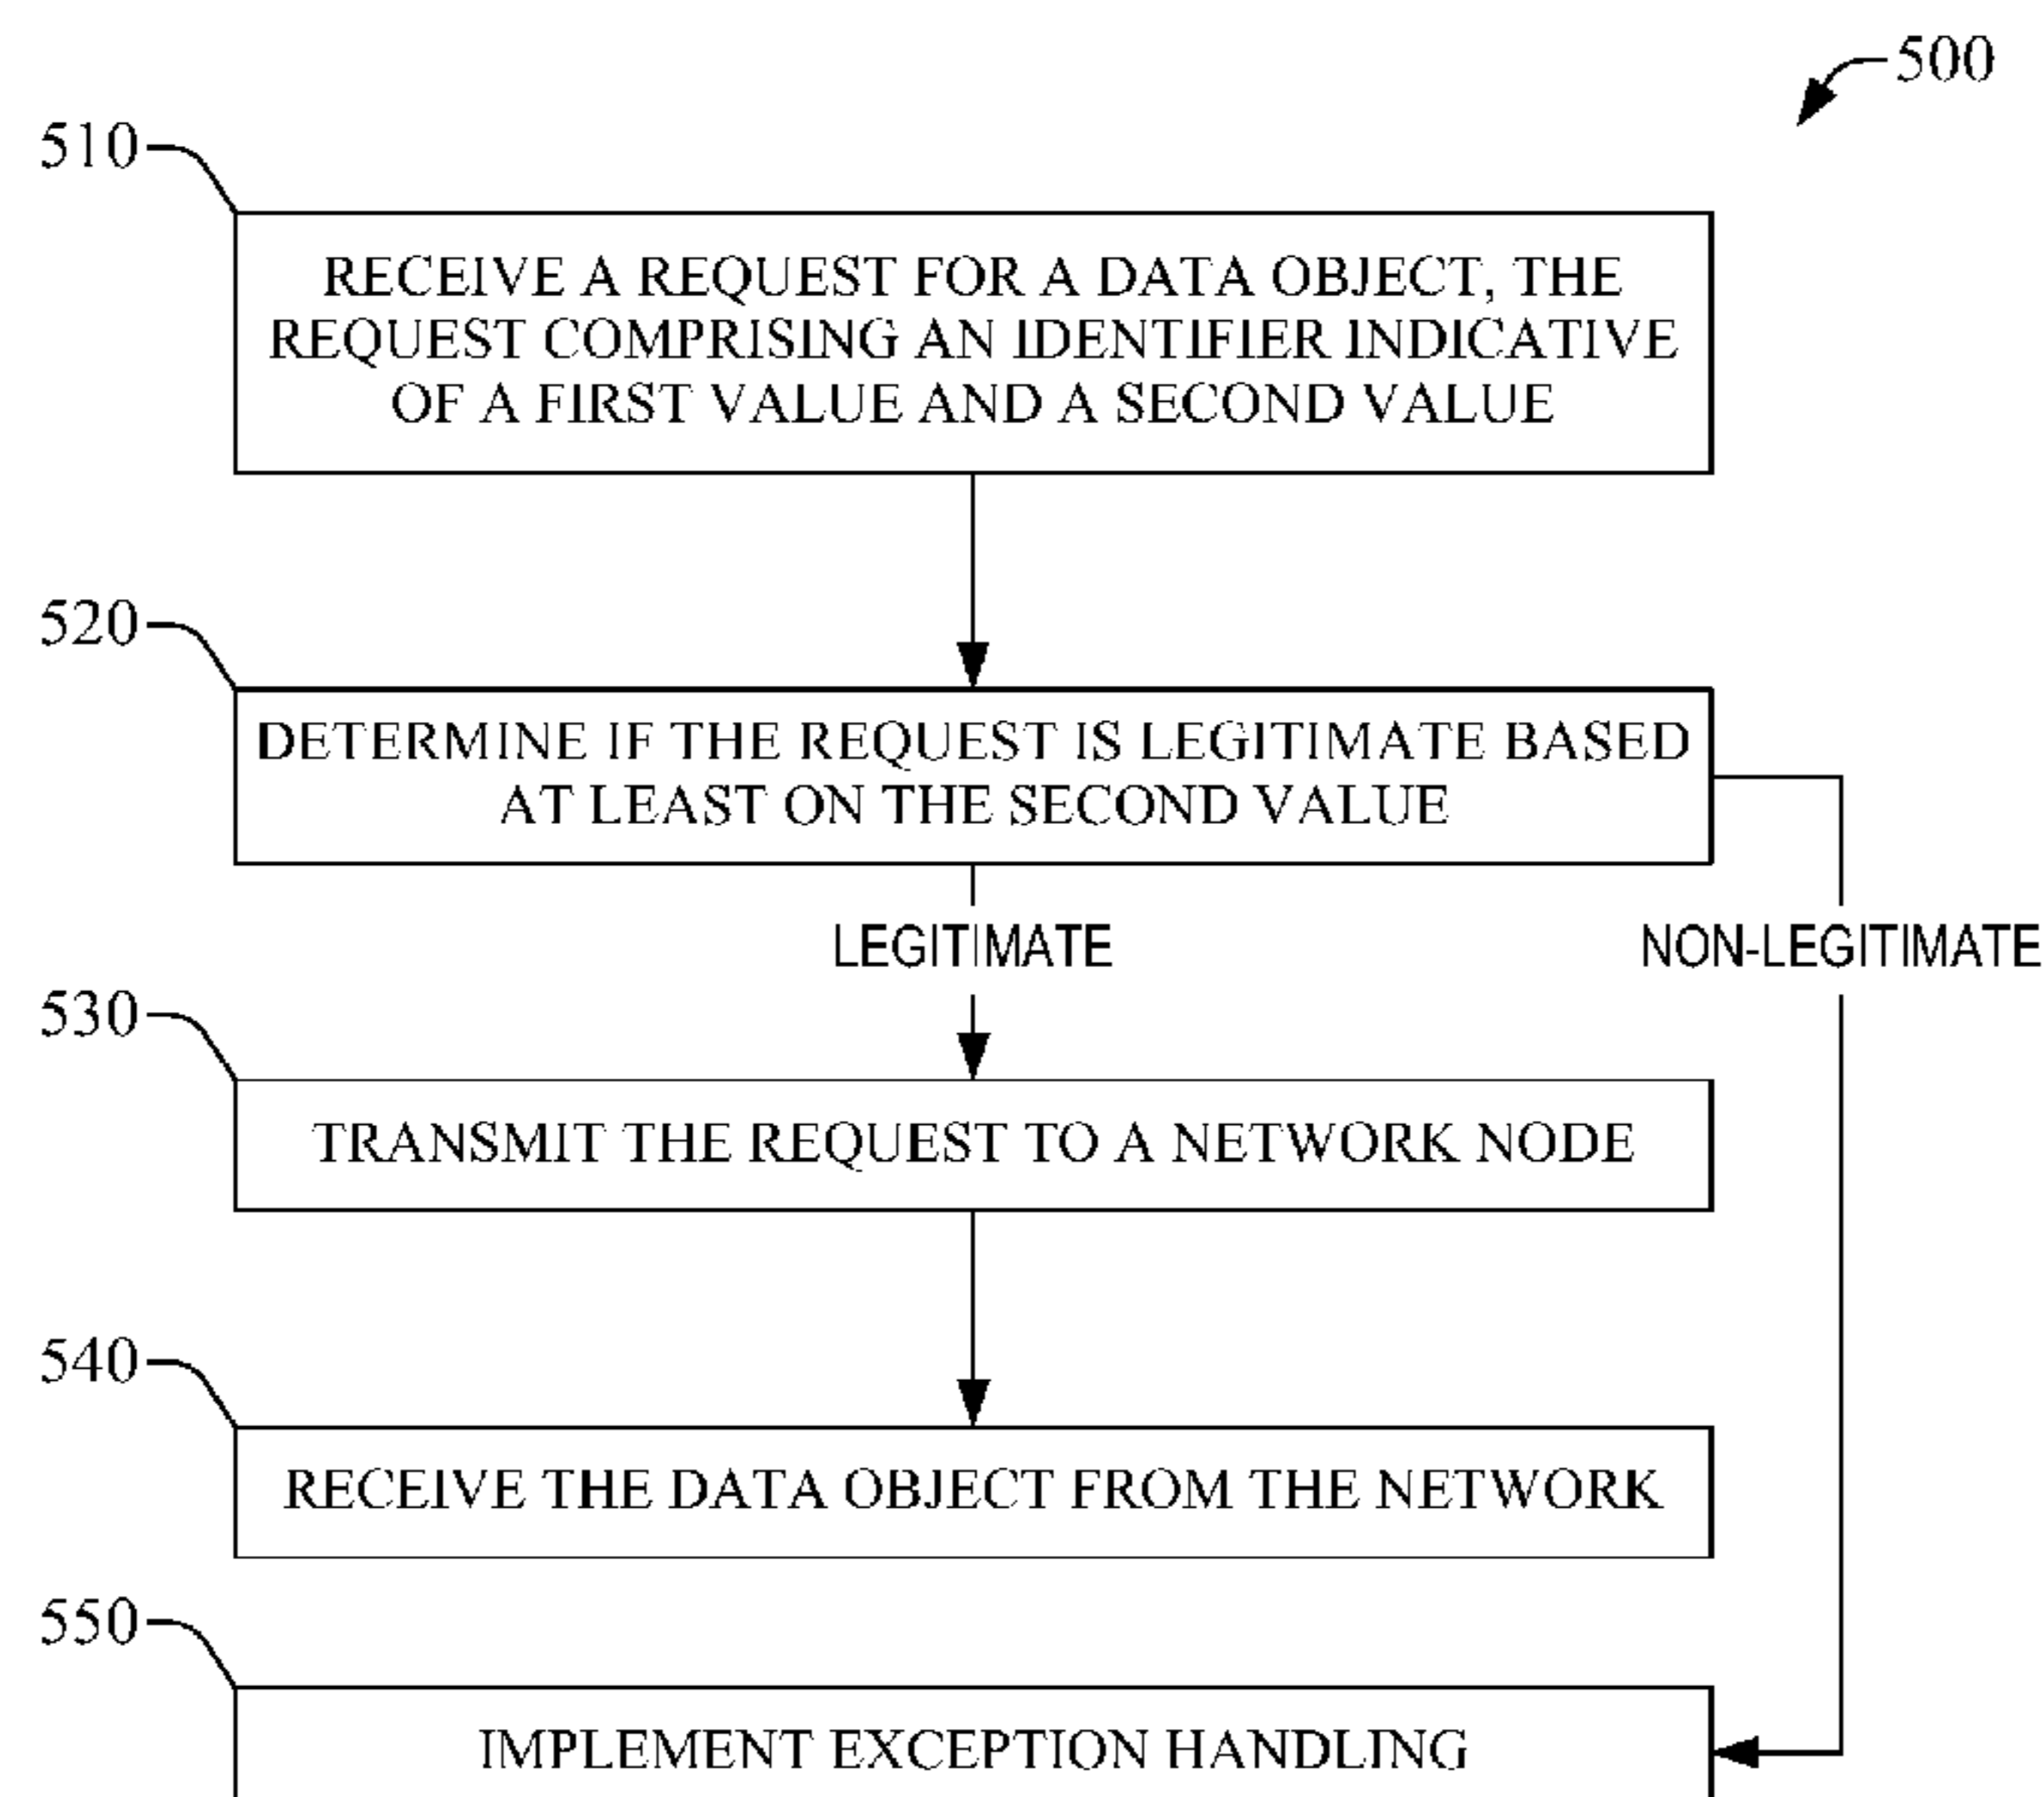 500
510
RECEIVE A REQUEST FOR A DATA OBJECT, THE
REQUEST COMPRISING AN IDENTIFIER INDICATIVE
OF A FIRST VALUE AND A SECOND VALUE
520
DETERMINE IF THE REQUEST IS LEGITIMATE BASED
AT LEAST ON THE SECOND VALUE
LEGITIMATE
NON-LEGITIMATE
530
TRANSMIT THE REQUEST TO A NETWORK NODE
540
RECEIVE THE DATA OBJECT FROM THE NETWORK
550
IMPLEMENT EXCEPTION HANDLING